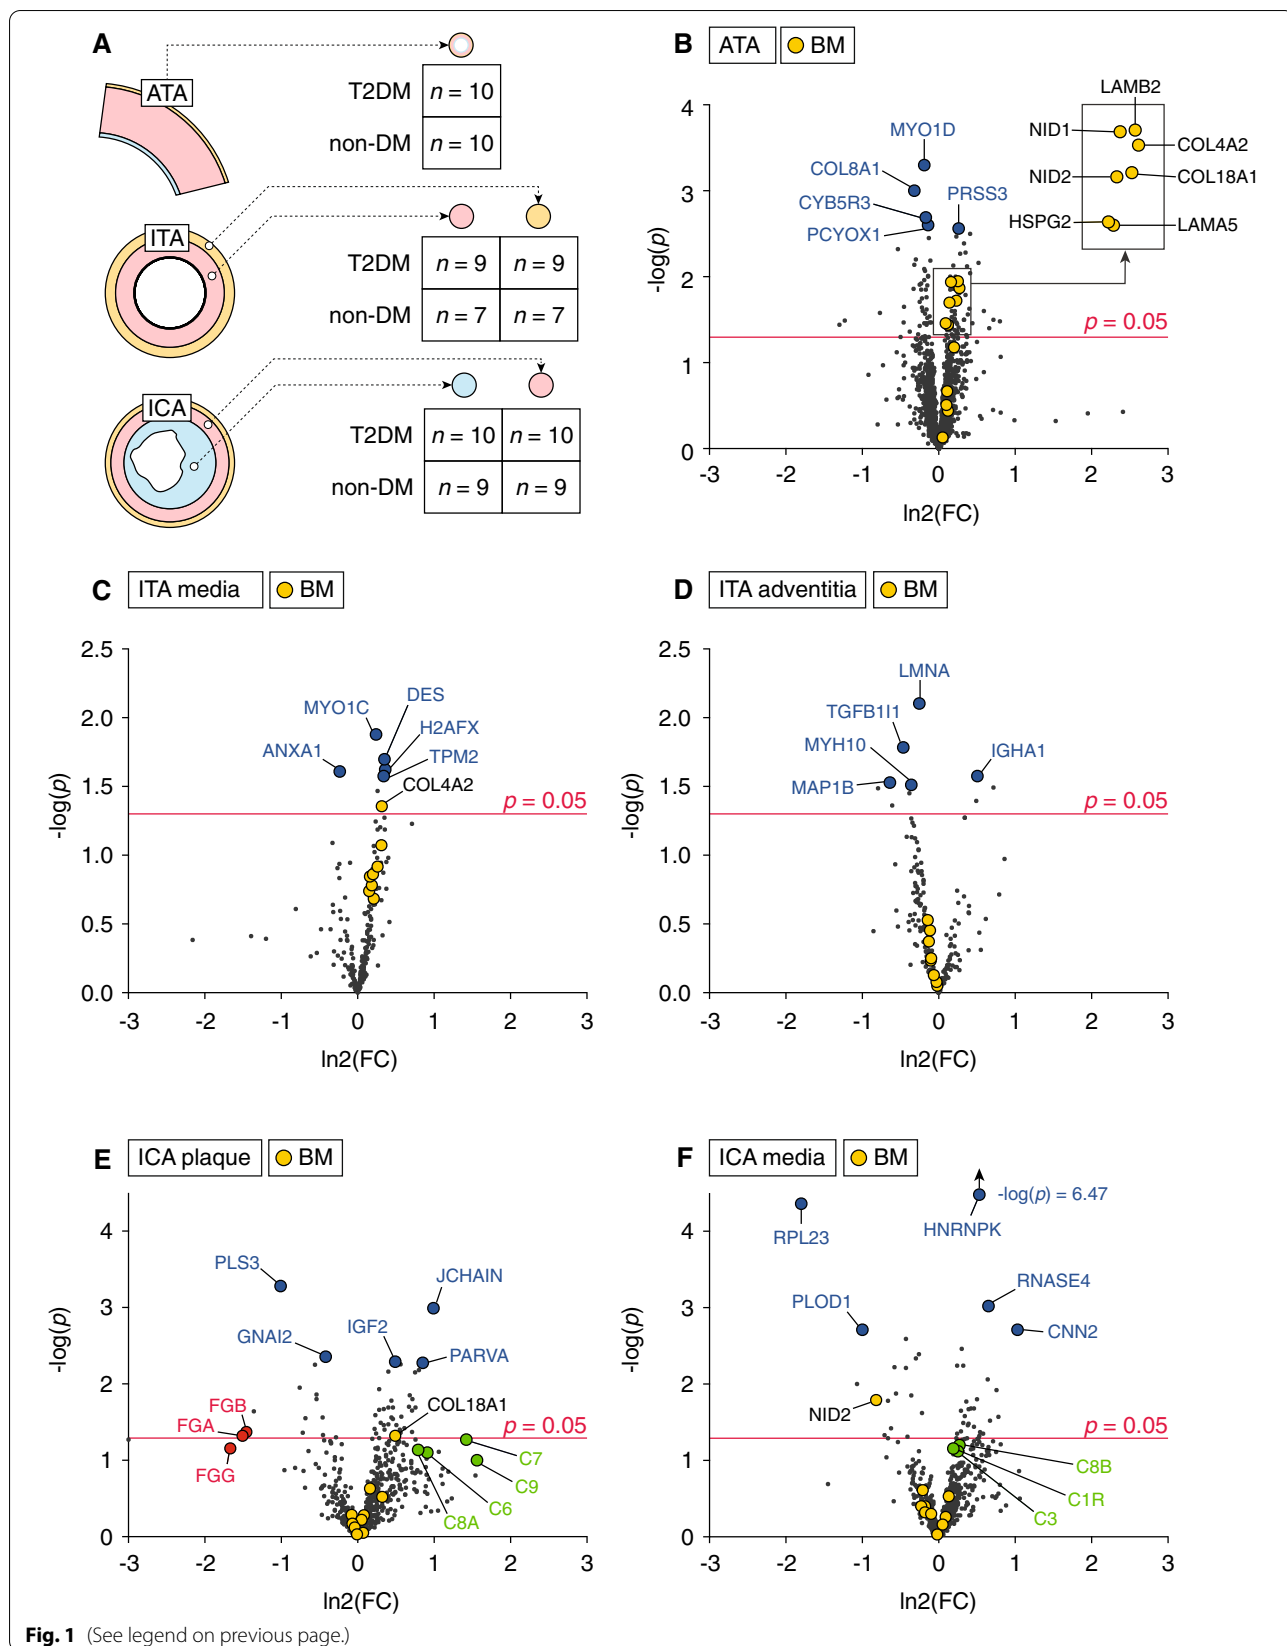 A
ATA
T2DM n = 10
non-DM n = 10
ITA
T2DM n = 9 n = 9
non-DM n = 7 n = 7
ICA
T2DM n = 10 n = 10
non-DM n = 9 n = 9
B ATA BM
LAMB2
NID1
COL4A2
NID2
COL18A1
HSPG2
LAMA5
MYO1D
COL8A1
CYB5R3
PCYOX1
PRSS3
p = 0.05
-log(p)
4
3
2
1
0
-3 -2 -1 0 1 2 3
ln2(FC)
C ITA media BM
MYO1C
DES
H2AFX
ANXA1
TPM2
COL4A2
p = 0.05
-log(p)
2.5
2.0
1.5
1.0
0.5
0.0
-3 -2 -1 0 1 2 3
ln2(FC)
D ITA adventitia BM
LMNA
TGFB1I1
MYH10
MAP1B
IGHA1
p = 0.05
-log(p)
2.5
2.0
1.5
1.0
0.5
0.0
-3 -2 -1 0 1 2 3
ln2(FC)
E ICA plaque BM
PLS3
JCHAIN
GNAI2
IGF2
PARVA
FGB
FGA
FGG
COL18A1
p = 0.05
C7
C9
C6
C8A
-log(p)
4
3
2
1
0
-3 -2 -1 0 1 2 3
ln2(FC)
F ICA media BM
-log(p) = 6.47
RPL23
HNRNPK
RNASE4
PLOD1
CNN2
NID2
p = 0.05
C8B
C1R
C3
-log(p)
4
3
2
1
0
-3 -2 -1 0 1 2 3
ln2(FC)
Fig. 1 (See legend on previous page.)